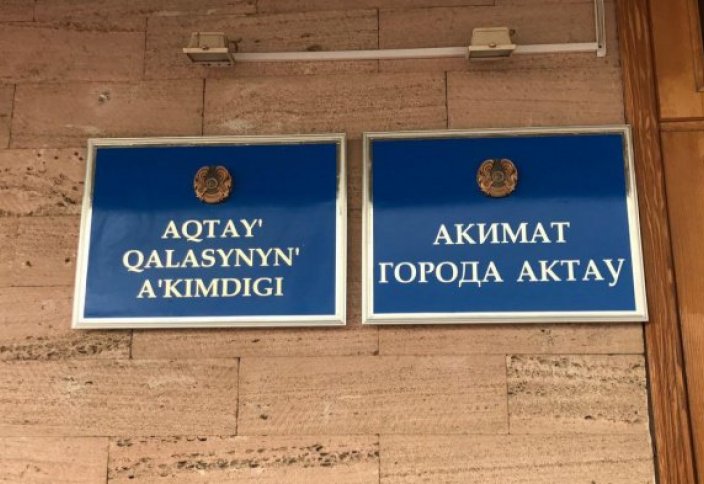 AQTAY'
QALASYNYN'
A'KIMDIGI
АКИМАТ
ГОРОДА АКТАУ